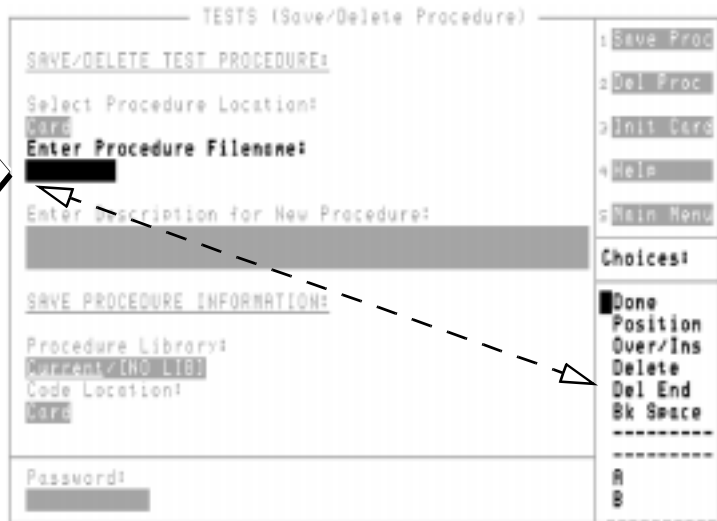 TESTS (Save/Delete Procedure)
SAVE/DELETE TEST PROCEDURE:
Select Procedure Location:
Card
Enter Procedure Filename:
Enter Description for New Procedure:
SAVE PROCEDURE INFORMATION:
Procedure Library:
Current/[NO LIB]
Code Location:
Card
Password:
1 Save Proc
2 Del Proc
3 Init Card
4 Help
5 Main Menu
Choices:
Done
Position
Over/Ins
Delete
Del End
Bk Space
---------
---------
A
B